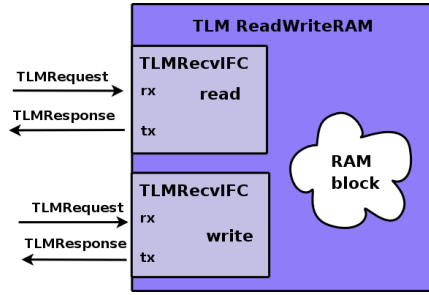 TLM ReadWriteRAM
TLMRecvIFC
TLMRequest
rx
read
TLMResponse
tx
RAM
block
TLMRecvIFC
TLMRequest
rx
write
TLMResponse
tx